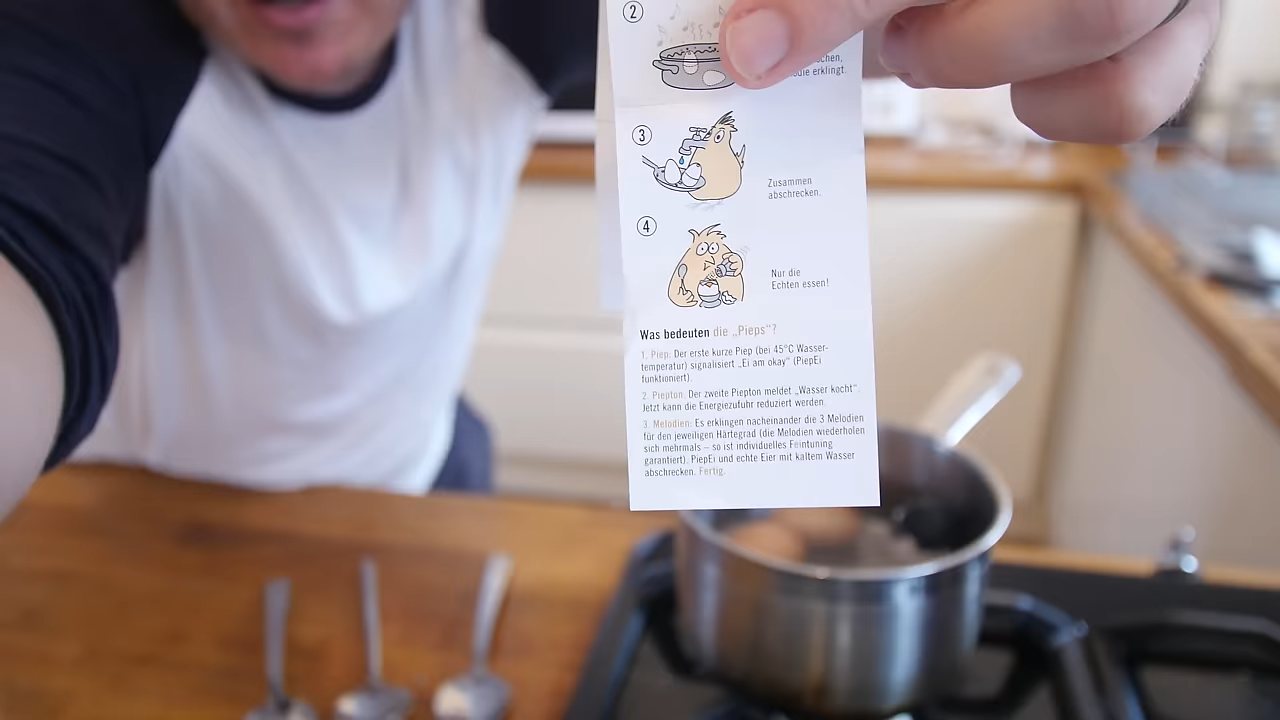 2
erklingt.
3
Zusammen
abschrecken.
4
Nur die
Echten essen!
Was bedeuten die „Pieps“?
1. Piep: Der erste kurze Piep (bei 45°C Wasser-
temperatur) signalisiert „Ei am okay“ (PiepEi
funktioniert).
2. Piepton: Der zweite Piepton meldet „Wasser kocht“.
Jetzt kann die Energiezufuhr reduziert werden.
3. Melodien: Es erklingen nacheinander die 3 Melodien
für den jeweiligen Härtegrad (die Melodien wiederholen
sich mehrmals – so ist individuelles Feintuning
garantiert). PiepEi und echte Eier mit kaltem Wasser
abschrecken. Fertig.